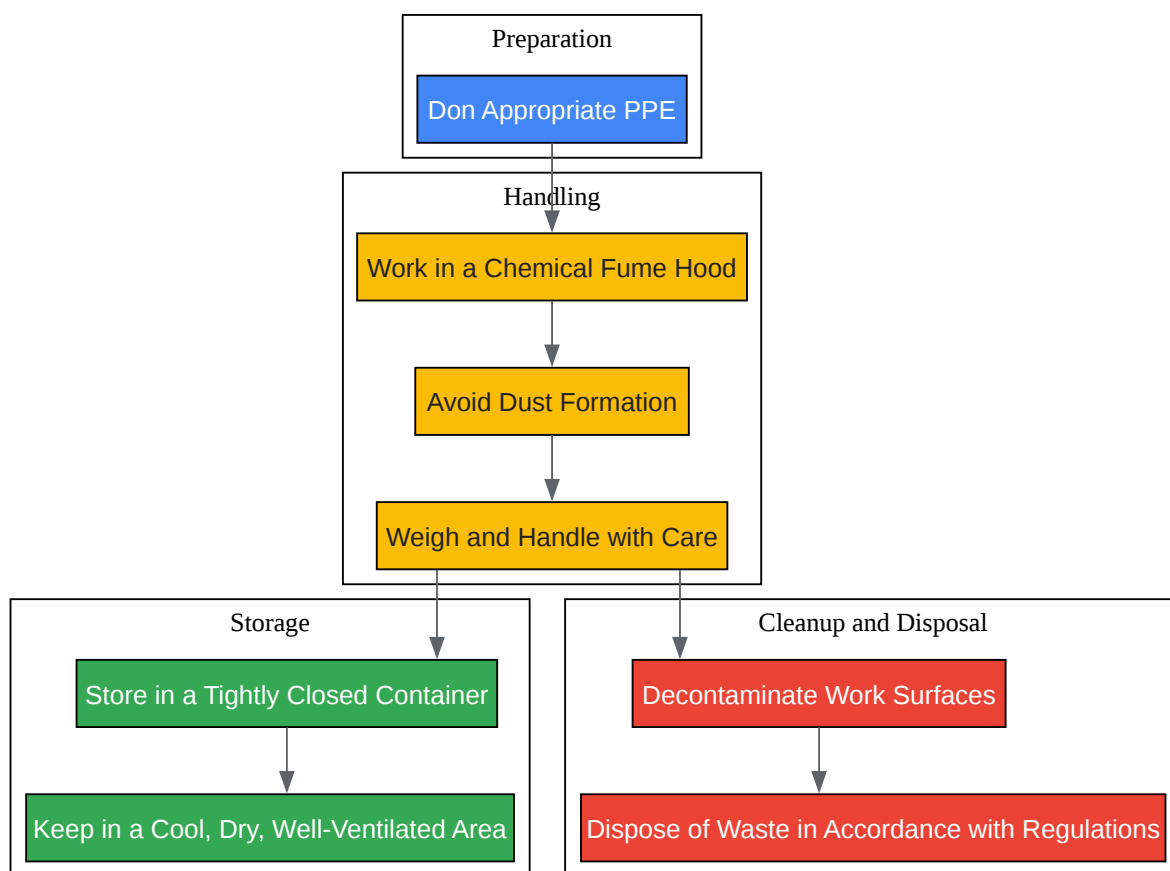 Preparation
Don Appropriate PPE
Handling
Work in a Chemical Fume Hood
Avoid Dust Formation
Weigh and Handle with Care
Storage
Store in a Tightly Closed Container
Keep in a Cool, Dry, Well-Ventilated Area
Cleanup and Disposal
Decontaminate Work Surfaces
Dispose of Waste in Accordance with Regulations